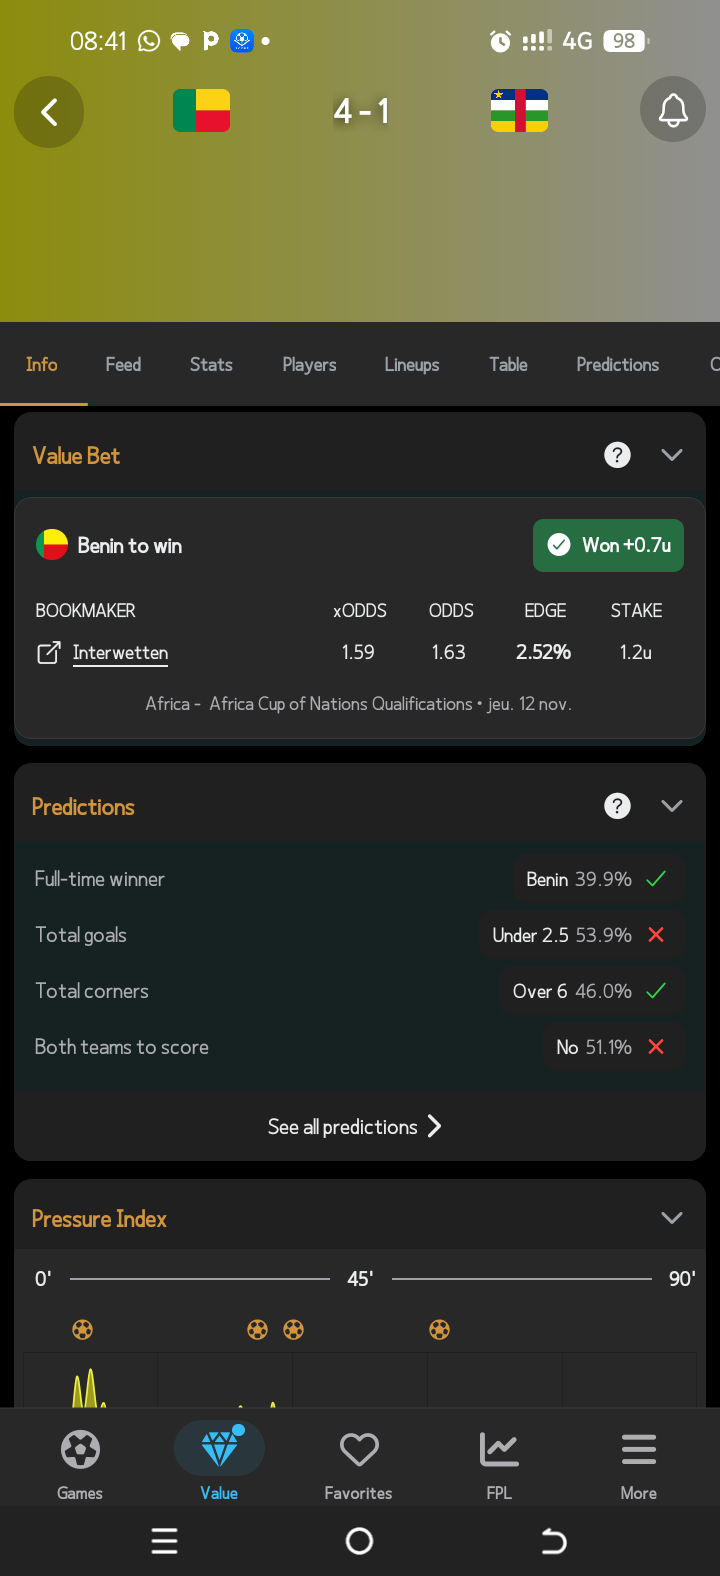 08:41 4G 98
4 - 1
Info Feed Stats Players Lineups Table Predictions
Value Bet ?
Benin to win Won +0.7u
BOOKMAKER xODDS ODDS EDGE STAKE
Interwetten 1.59 1.63 2.52% 1.2u
Africa - Africa Cup of Nations Qualifications • jeu. 12 nov.
Predictions ?
Full-time winner Benin 39.9%
Total goals Under 2.5 53.9%
Total corners Over 6 46.0%
Both teams to score No 51.1%
See all predictions
Pressure Index
0' 45' 90'
Games Value Favorites FPL More